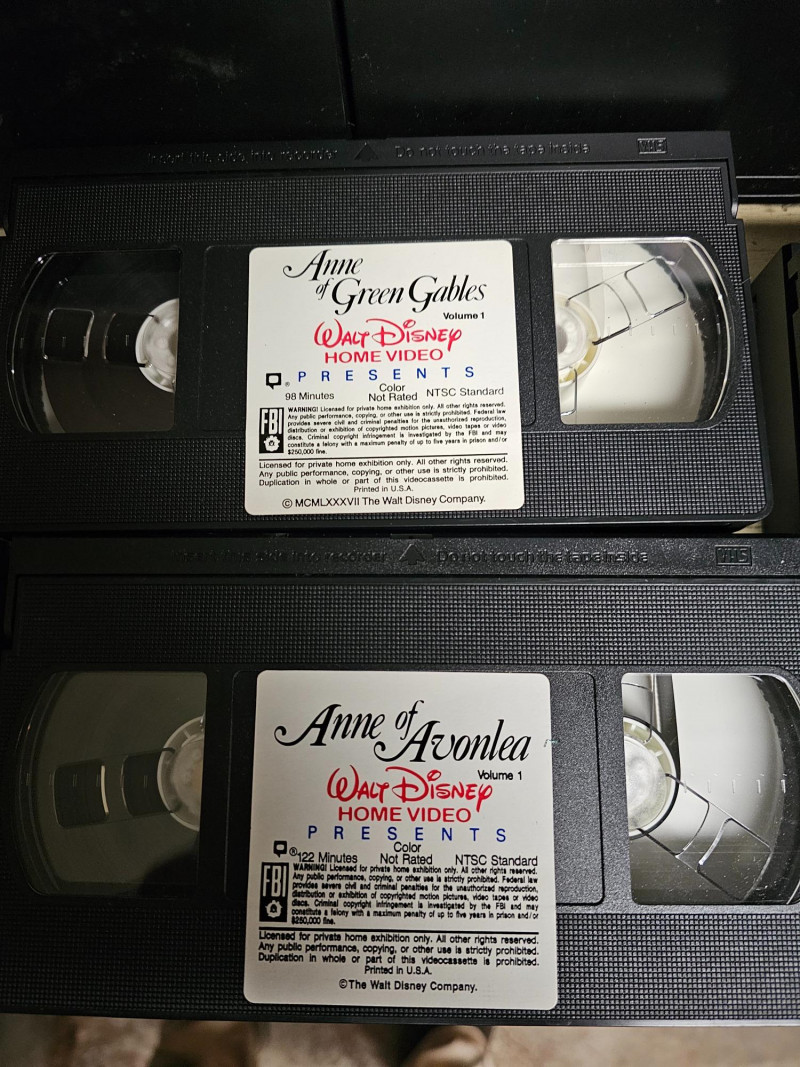 Insert this side into recorder Do not touch the tape inside VHS
Anne
of Green Gables
Volume 1
WALT DISNEY
HOME VIDEO
PRESENTS
®
98 Minutes Color NTSC Standard
Not Rated
FBI
WARNING! Licensed for private home exhibition only. All other rights reserved.
Any public performance, copying, or other use is strictly prohibited. Federal law
provides severe civil and criminal penalties for the unauthorized reproduction,
distribution or exhibition of copyrighted motion pictures, video tapes or video
discs. Criminal copyright infringement is investigated by the FBI and may
constitute a felony with a maximum penalty of up to five years in prison and/or
$250,000 fine.
Licensed for private home exhibition only. All other rights reserved.
Any public performance, copying, or other use is strictly prohibited.
Duplication in whole or part of this videocassette is prohibited.
Printed in U.S.A.
© MCMLXXXVII The Walt Disney Company.
Insert this side into recorder Do not touch the tape inside VHS
Anne of
Avonlea
Volume 1
WALT DISNEY
HOME VIDEO
PRESENTS
Color
®122 Minutes Not Rated NTSC Standard
FBI
WARNING! Licensed for private home exhibition only. All other rights reserved.
Any public performance, copying, or other use is strictly prohibited. Federal law
provides severe civil and criminal penalties for the unauthorized reproduction,
distribution or exhibition of copyrighted motion pictures, video tapes or video
discs. Criminal copyright infringement is investigated by the FBI and may
constitute a felony with a maximum penalty of up to five years in prison and/or
$250,000 fine.
Licensed for private home exhibition only. All other rights reserved.
Any public performance, copying, or other use is strictly prohibited.
Duplication in whole or part of this videocassette is prohibited.
Printed in U.S.A.
©The Walt Disney Company.